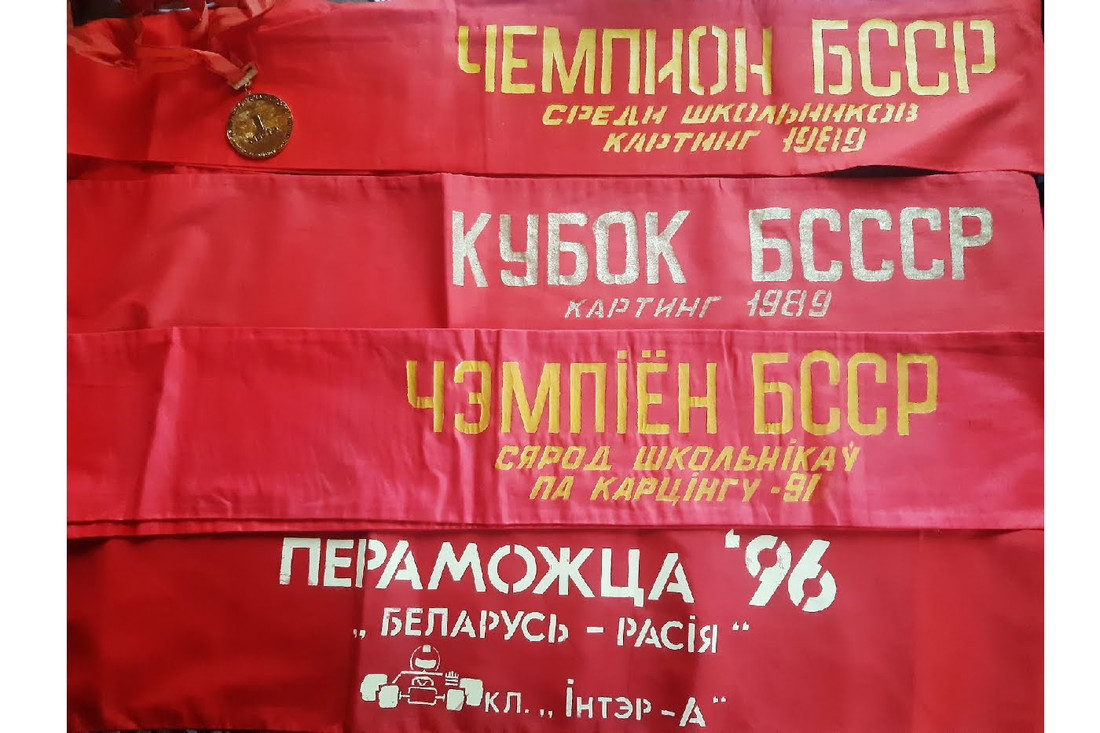 ЧЕМПИОН БССР
СРЕДИ ШКОЛЬНИКОВ
КАРТИНГ 1989
1
КУБОК БСССР
КАРТИНГ 1989
ЧЭМПІЁН БССР
СЯРОД ШКОЛЬНІКАЎ
ПА КАРЦІНГУ-91
ПЕРАМОЖЦА '96
„БЕЛАРУСЬ – РАСІЯ“
КЛ. „ІНТЭР-А“